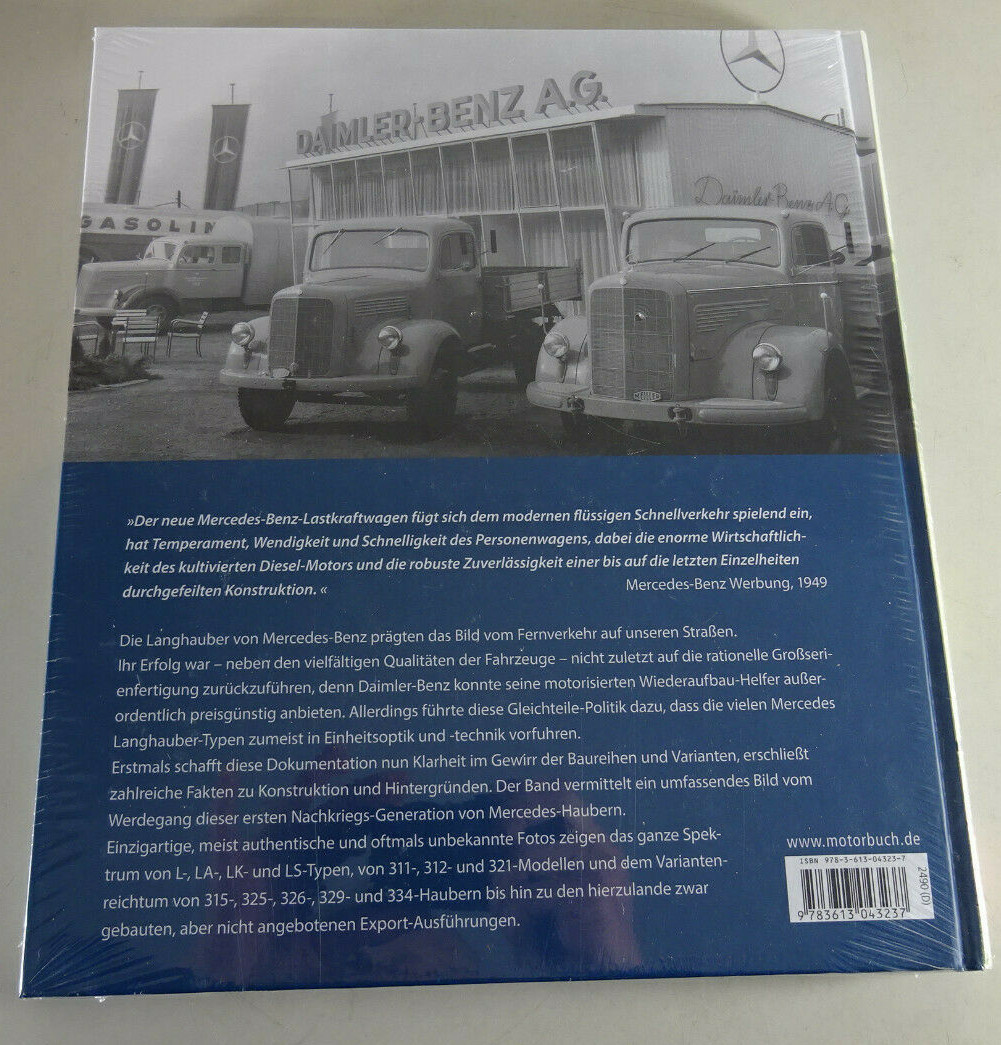 DAIMLER-BENZ A.G.
Daimler-Benz A.G
GASOLIN
»Der neue Mercedes-Benz-Lastkraftwagen fügt sich dem modernen flüssigen Schnellverkehr spielend ein,
hat Temperament, Wendigkeit und Schnelligkeit des Personenwagens, dabei die enorme Wirtschaftlich-
keit des kultivierten Diesel-Motors und die robuste Zuverlässigkeit einer bis auf die letzten Einzelheiten
durchgefeilten Konstruktion. «
Mercedes-Benz Werbung, 1949
Die Langhauber von Mercedes-Benz prägten das Bild vom Fernverkehr auf unseren Straßen.
Ihr Erfolg war – neben den vielfältigen Qualitäten der Fahrzeuge – nicht zuletzt auf die rationelle Großseri-
enfertigung zurückzuführen, denn Daimler-Benz konnte seine motorisierten Wiederaufbau-Helfer außer-
ordentlich preisgünstig anbieten. Allerdings führte diese Gleichteile-Politik dazu, dass die vielen Mercedes
Langhauber-Typen zumeist in Einheitsoptik und -technik vorfuhren.
Erstmals schafft diese Dokumentation nun Klarheit im Gewirr der Baureihen und Varianten, erschließt
zahlreiche Fakten zu Konstruktion und Hintergründen. Der Band vermittelt ein umfassendes Bild vom
Werdegang dieser ersten Nachkriegs-Generation von Mercedes-Haubern.
Einzigartige, meist authentische und oftmals unbekannte Fotos zeigen das ganze Spek-
trum von L-, LA-, LK- und LS-Typen, von 311-, 312- und 321-Modellen und dem Varianten-
reichtum von 315-, 325-, 326-, 329- und 334-Haubern bis hin zu den hierzulande zwar
gebauten, aber nicht angebotenen Export-Ausführungen.
www.motorbuch.de
ISBN 978-3-613-04323-7
2490 (D)
9 783613 043237